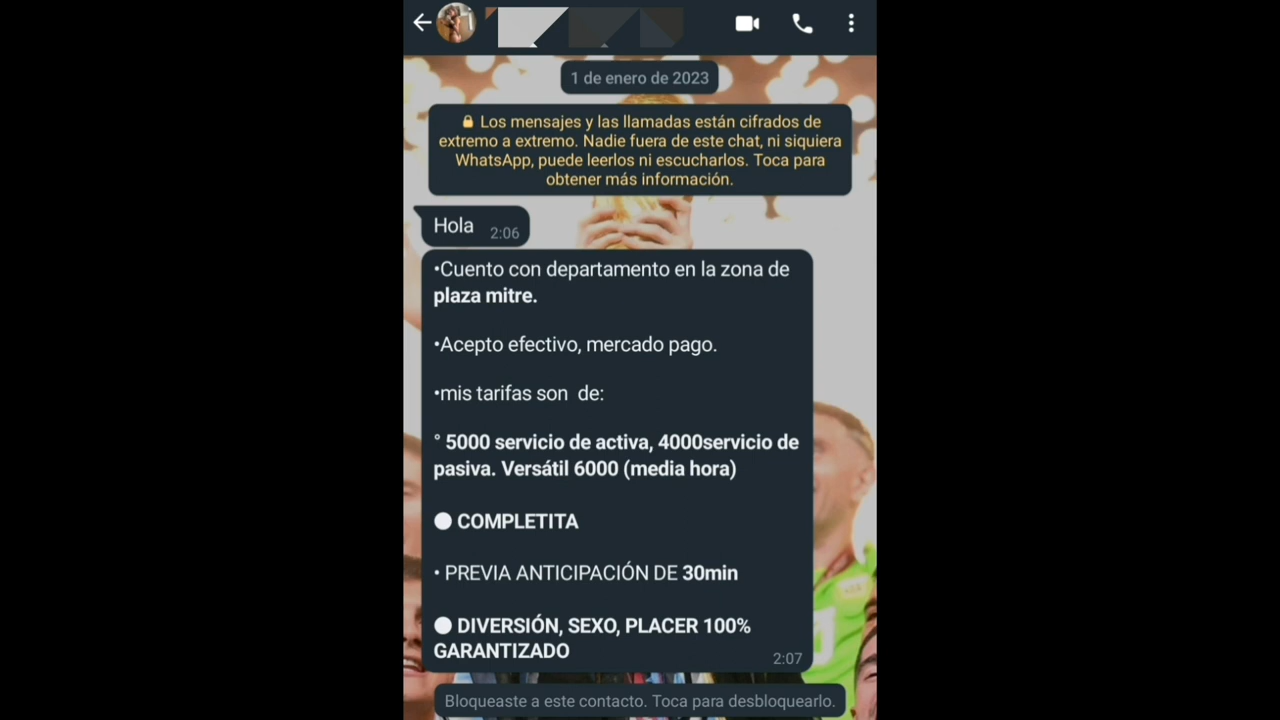 1 de enero de 2023
Los mensajes y las llamadas están cifrados de
extremo a extremo. Nadie fuera de este chat, ni siquiera
WhatsApp, puede leerlos ni escucharlos. Toca para
obtener más información.
Hola 2:06
•Cuento con departamento en la zona de
plaza mitre.
•Acepto efectivo, mercado pago.
•mis tarifas son de:
° 5000 servicio de activa, 4000servicio de
pasiva. Versátil 6000 (media hora)
● COMPLETITA
• PREVIA ANTICIPACIÓN DE 30min
● DIVERSIÓN, SEXO, PLACER 100%
GARANTIZADO
2:07
Bloqueaste a este contacto. Toca para desbloquearlo.